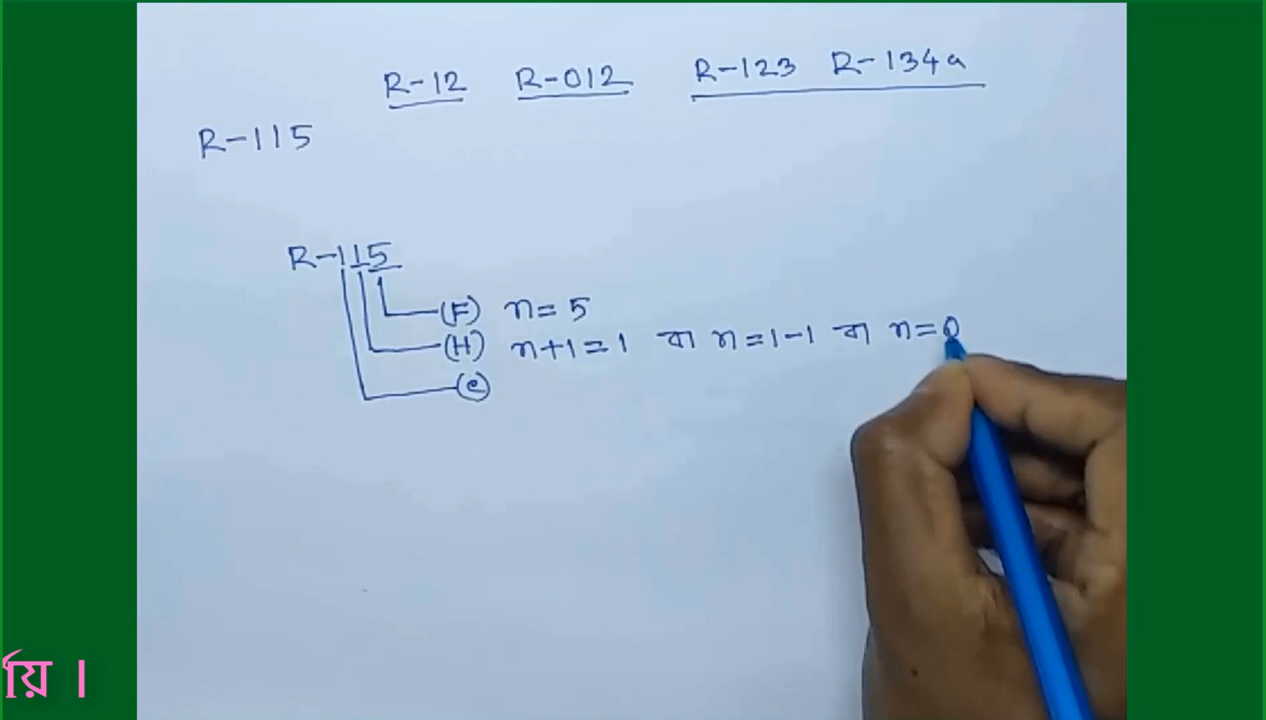 R-12 R-012 R-123 R-134a
R-115
R-115
(F) n = 5
(H) n+1 = 1 বা n = 1-1 বা n = 0
(C)
য়ি ।